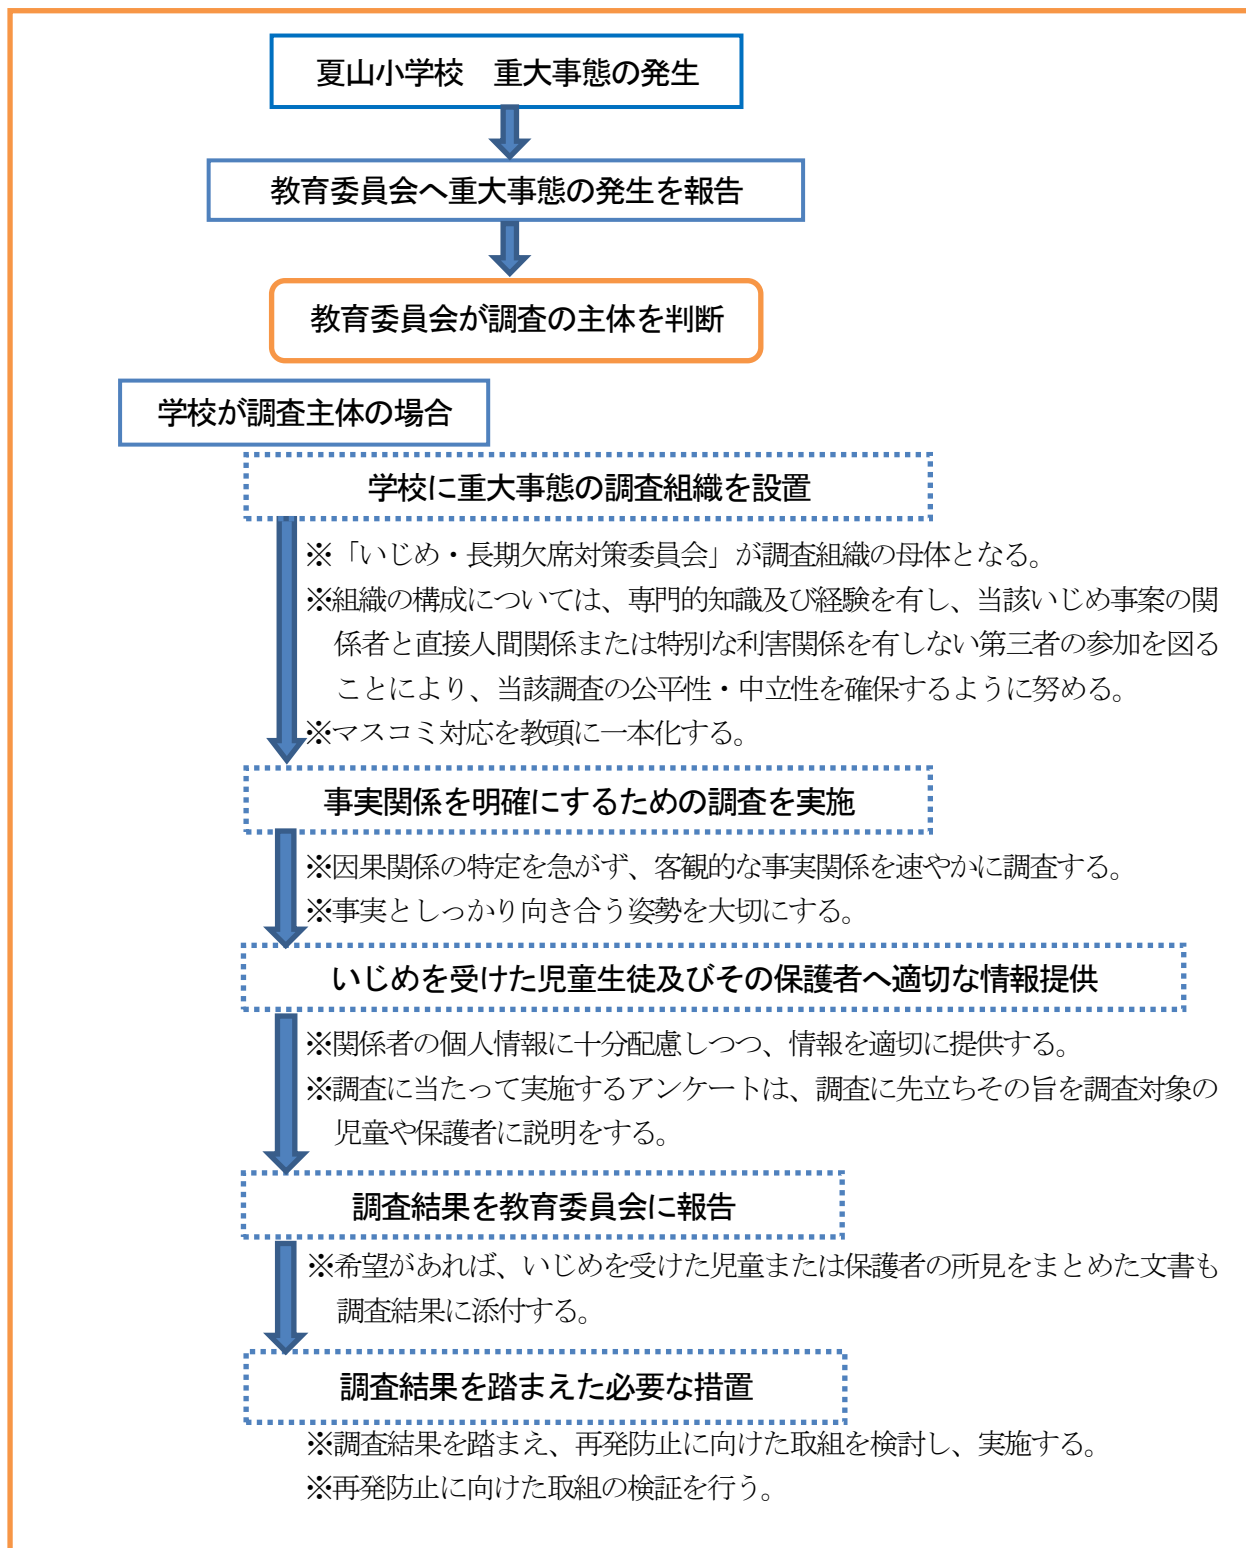 夏山小学校　重大事態の発生
教育委員会へ重大事態の発生を報告
教育委員会が調査の主体を判断
学校が調査主体の場合
学校に重大事態の調査組織を設置
※「いじめ・長期欠席対策委員会」が調査組織の母体となる。
※組織の構成については、専門的知識及び経験を有し、当該いじめ事案の関
係者と直接人間関係または特別な利害関係を有しない第三者の参加を図る
ことにより、当該調査の公平性・中立性を確保するように努める。
※マスコミ対応を教頭に一本化する。
事実関係を明確にするための調査を実施
※因果関係の特定を急がず、客観的な事実関係を速やかに調査する。
※事実としっかり向き合う姿勢を大切にする。
いじめを受けた児童生徒及びその保護者へ適切な情報提供
※関係者の個人情報に十分配慮しつつ、情報を適切に提供する。
※調査に当たって実施するアンケートは、調査に先立ちその旨を調査対象の
児童や保護者に説明をする。
調査結果を教育委員会に報告
※希望があれば、いじめを受けた児童または保護者の所見をまとめた文書も
調査結果に添付する。
調査結果を踏まえた必要な措置
※調査結果を踏まえ、再発防止に向けた取組を検討し、実施する。
※再発防止に向けた取組の検証を行う。